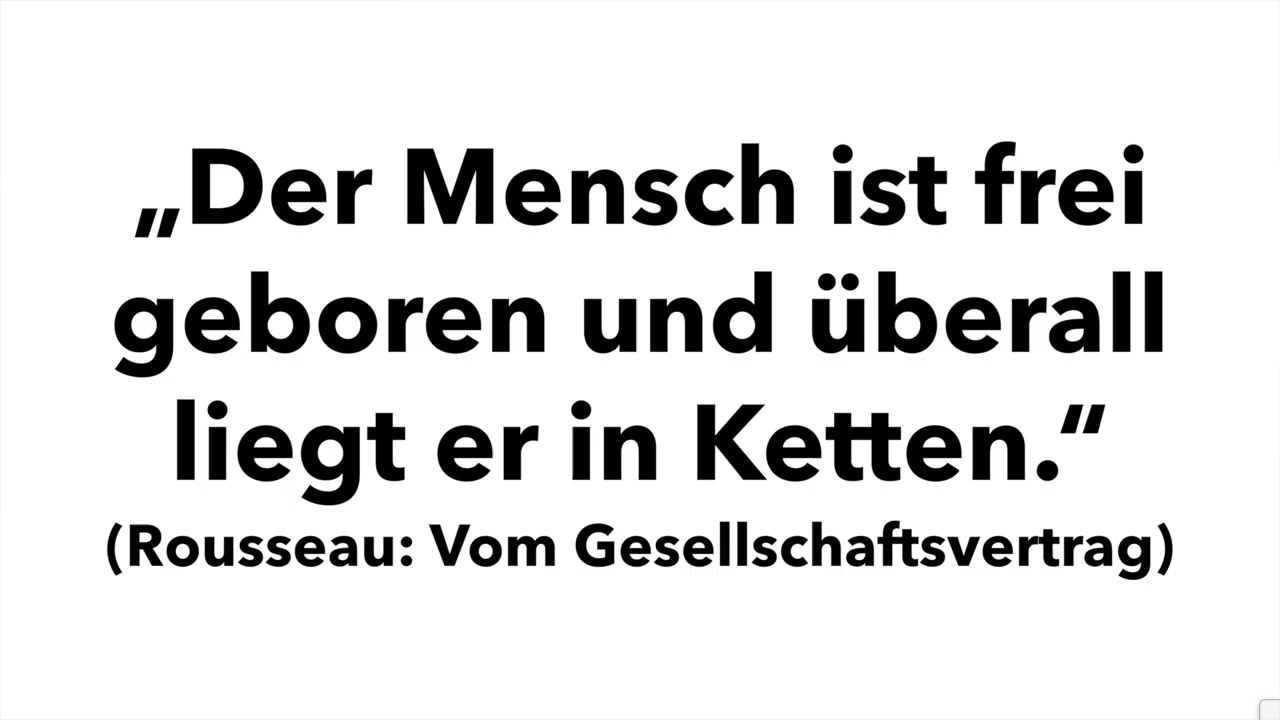 „Der Mensch ist frei
geboren und überall
liegt er in Ketten.“
(Rousseau: Vom Gesellschaftsvertrag)